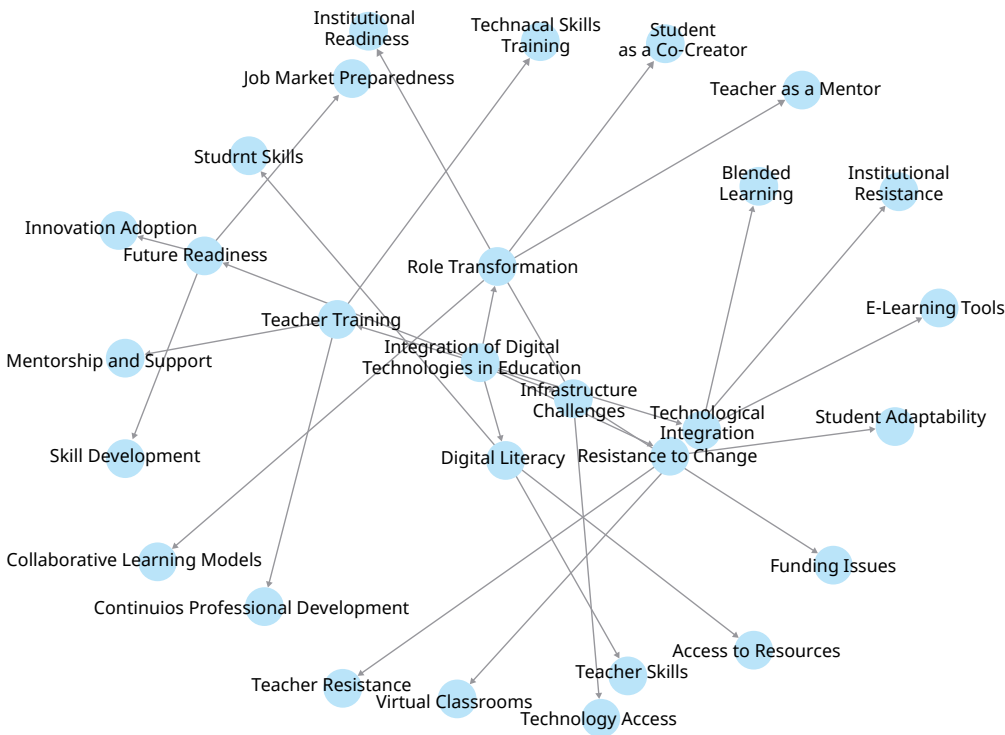 Institutional
Readiness
Technacal Skills
Training
Student
as a Co-Creator
Job Market Preparedness
Teacher as a Mentor
Studrnt Skills
Blended
Learning
Institutional
Resistance
Innovation Adoption
Future Readiness
Role Transformation
E-Learning Tools
Teacher Training
Mentorship and Support
Integration of Digital
Technologies in Education
Infrastructure
Challenges
Technological
Integration
Student Adaptability
Skill Development
Digital Literacy
Resistance to Change
Collaborative Learning Models
Funding Issues
Continuios Professional Development
Access to Resources
Teacher Skills
Teacher Resistance
Virtual Classrooms
Technology Access